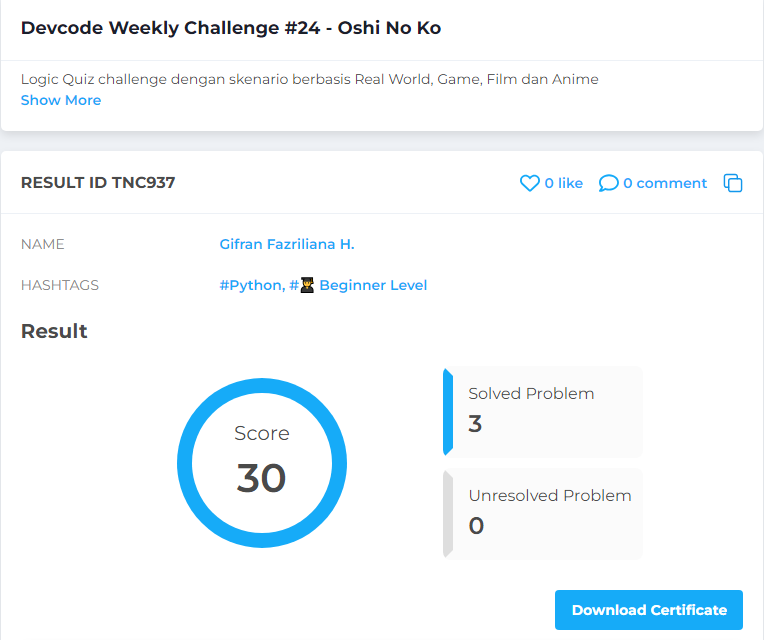 Devcode Weekly Challenge #24 - Oshi No Ko
Logic Quiz challenge dengan skenario berbasis Real World, Game, Film dan Anime
Show More
RESULT ID TNC937
0 like
0 comment
NAME
Gifran Fazriliana H.
HASHTAGS
#Python, #👨‍🎓 Beginner Level
Result
Score
30
Solved Problem
3
Unresolved Problem
0
Download Certificate